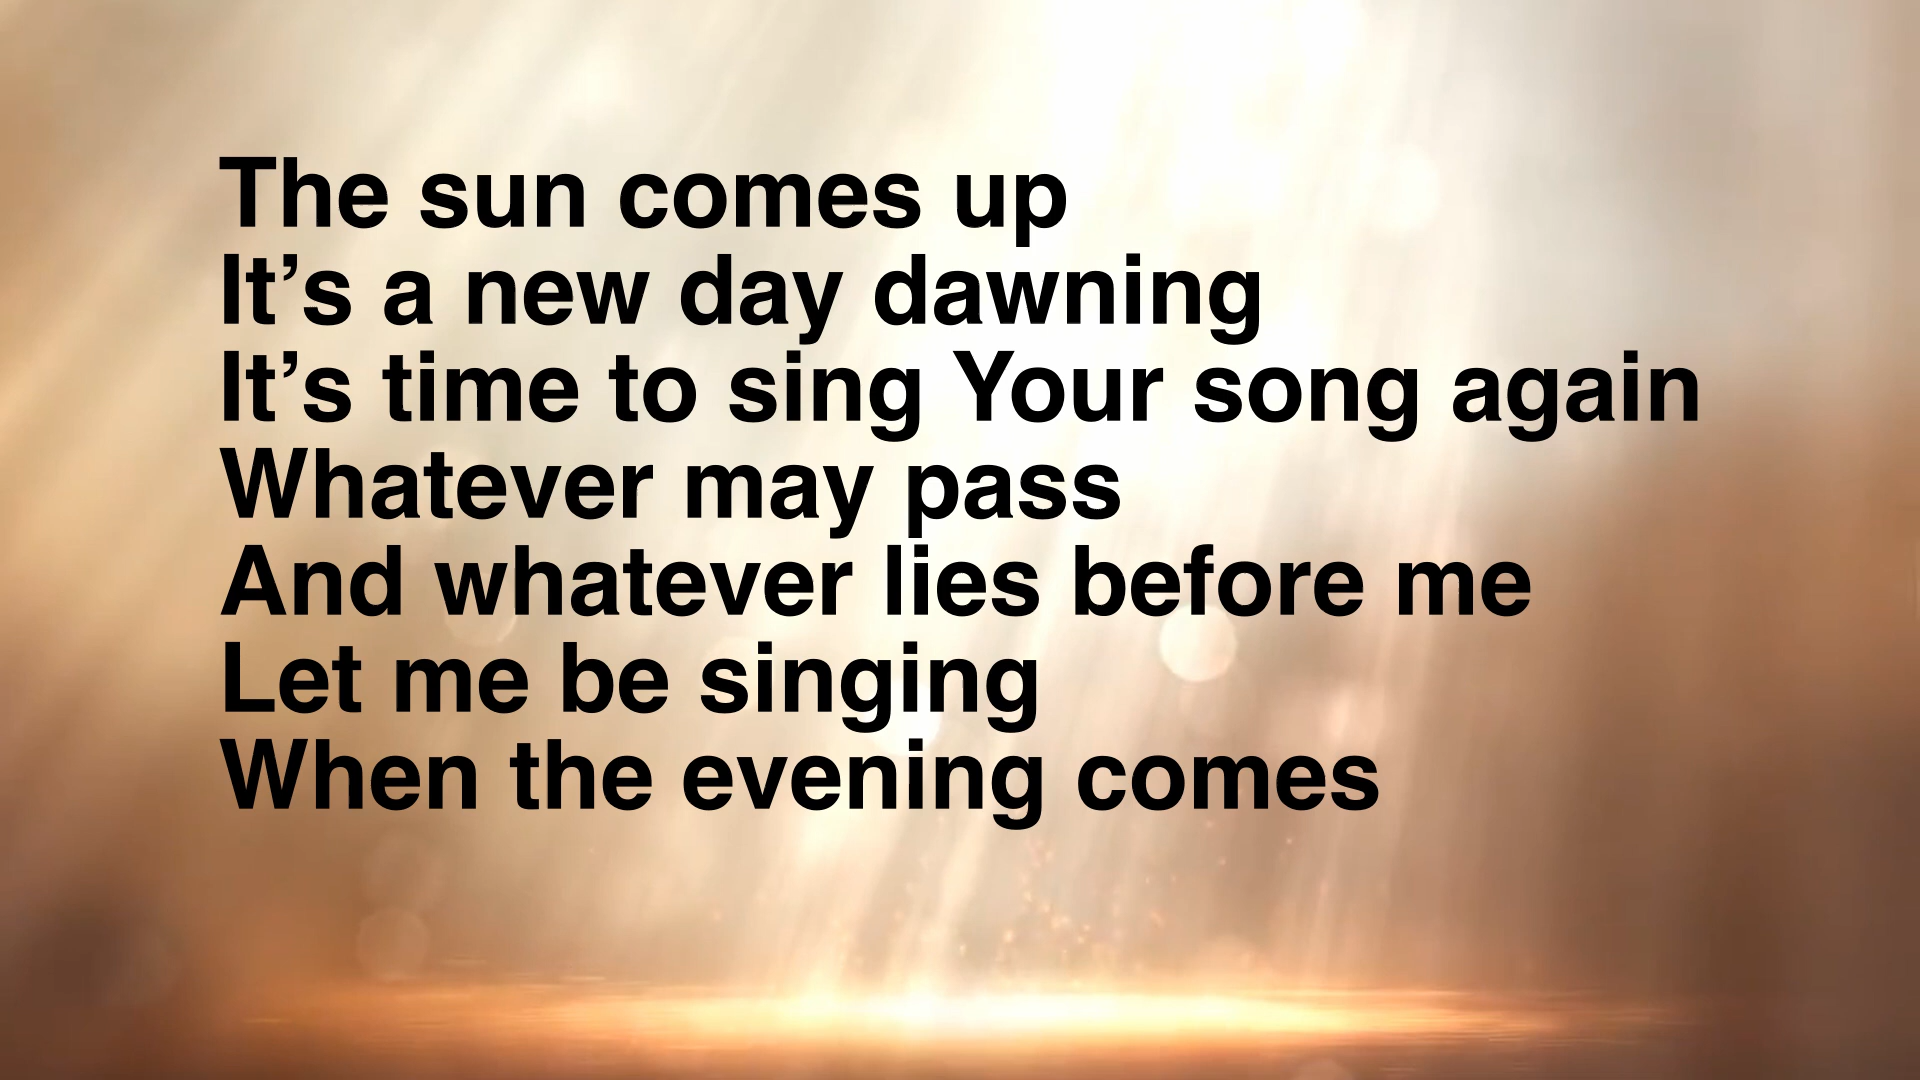 The sun comes up
It’s a new day dawning
It’s time to sing Your song again
Whatever may pass
And whatever lies before me
Let me be singing
When the evening comes